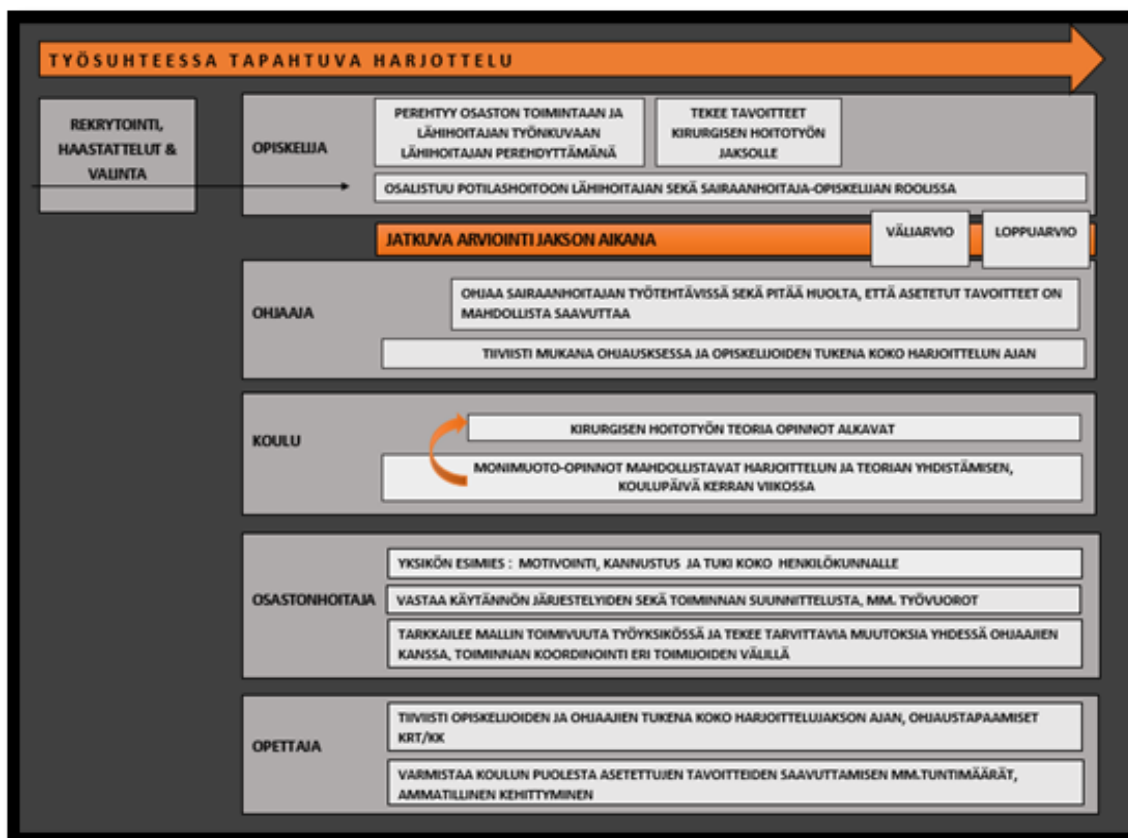 TYÖSUHTEESSA TAPAHTUVA HARJOTTELU
REKRYTOINTI,
HAASTATTELUT &
VALINTA
OPISKELIJA
PEREHTYY OSASTON TOIMINTAAN JA
LÄHIHOITAJAN TYÖNKUVAAN
LÄHIHOITAJAN PEREHDYTTÄMÄNÄ
TEKEE TAVOITTEET
KIRURGISEN HOITOTYÖN
JAKSOLLE
OSALISTUU POTILASHOITOON LÄHIHOITAJAN SEKÄ SAIRAANHOITAJA-OPISKELIJAN ROOLISSA
JATKUVA ARVIOINTI JAKSON AIKANA
VÄLIARVIO
LOPPUARVIO
OHJAAJA
OHJAA SAIRAANHOITAJAN TYÖTEHTÄVISSÄ SEKÄ PITÄÄ HUOLTA, ETTÄ ASETETUT TAVOITTEET ON
MAHDOLLISTA SAAVUTTAA
TIIVIISTI MUKANA OHJAUSKSESSA JA OPISKELIJOIDEN TUKENA KOKO HARJOITTELUN AJAN
KOULU
KIRURGISEN HOITOTYÖN TEORIA OPINNOT ALKAVAT
MONIMUOTO-OPINNOT MAHDOLLISTAVAT HARJOITTELUN JA TEORIAN YHDISTÄMISEN,
KOULUPÄIVÄ KERRAN VIIKOSSA
OSASTONHOITAJA
YKSIKÖN ESIMIES : MOTIVOINTI, KANNUSTUS JA TUKI KOKO HENKILÖKUNNALLE
VASTAA KÄYTÄNNÖN JÄRJESTELYIDEN SEKÄ TOIMINNAN SUUNNITTELUSTA, MM. TYÖVUOROT
TARKKAILEE MALLIN TOIMIVUUTA TYÖYKSIKÖSSÄ JA TEKEE TARVITTAVIA MUUTOKSIA YHDESSÄ OHJAAJIEN
KANSSA, TOIMINNAN KOORDINOINTI ERI TOIMIJOIDEN VÄLILLÄ
OPETTAJA
TIIVIISTI OPISKELIJOIDEN JA OHJAAJIEN TUKENA KOKO HARJOITTELUJAKSON AJAN, OHJAUSTAPAAMISET
KRT/KK
VARMISTAA KOULUN PUOLESTA ASETETTUJEN TAVOITTEIDEN SAAVUTTAMISEN MM.TUNTIMÄÄRÄT,
AMMATILLINEN KEHITTYMINEN